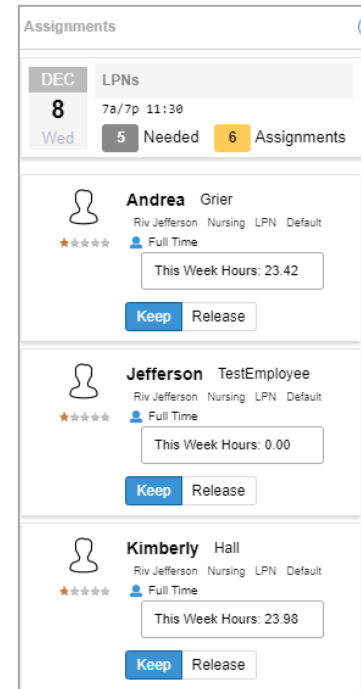 Assignments
DEC LPNs
8 7a/7p 11:30
Wed 5 Needed 6 Assignments
Andrea Grier
Riv Jefferson Nursing LPN Default
Full Time
This Week Hours: 23.42
Keep Release
Jefferson TestEmployee
Riv Jefferson Nursing LPN Default
Full Time
This Week Hours: 0.00
Keep Release
Kimberly Hall
Riv Jefferson Nursing LPN Default
Full Time
This Week Hours: 23.98
Keep Release